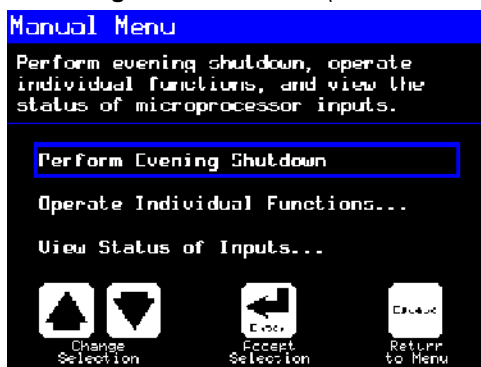 Manual Menu
Perform evening shutdown, operate
individual functions, and view the
status of microprocessor inputs.
Perform Evening Shutdown
Operate Individual Functions...
View Status of Inputs...
Enter
Escape
Change
Selection
Accept
Selection
Return
to Menu